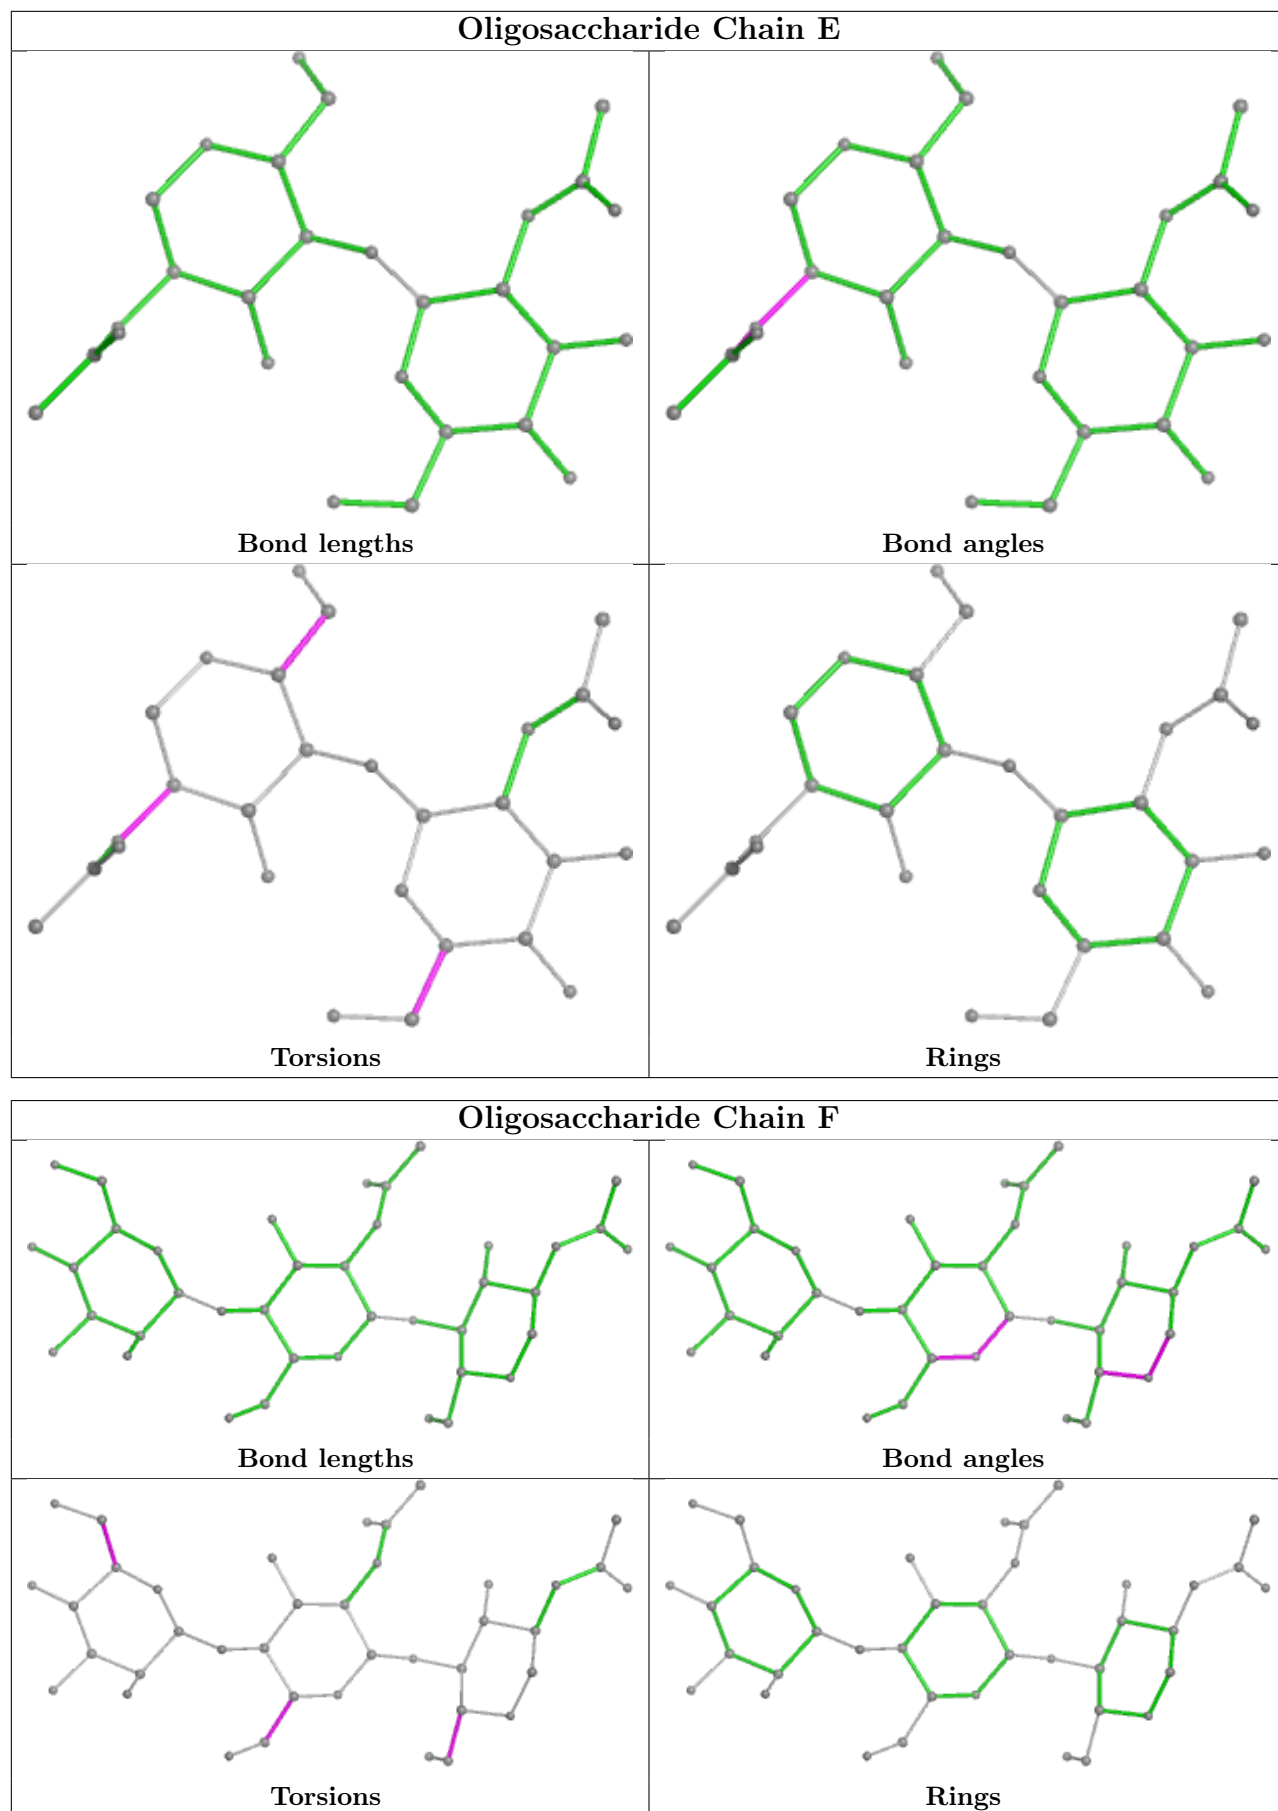 Oligosaccharide Chain E
Bond lengths
Bond angles
Torsions
Rings
Oligosaccharide Chain F
Bond lengths
Bond angles
Torsions
Rings